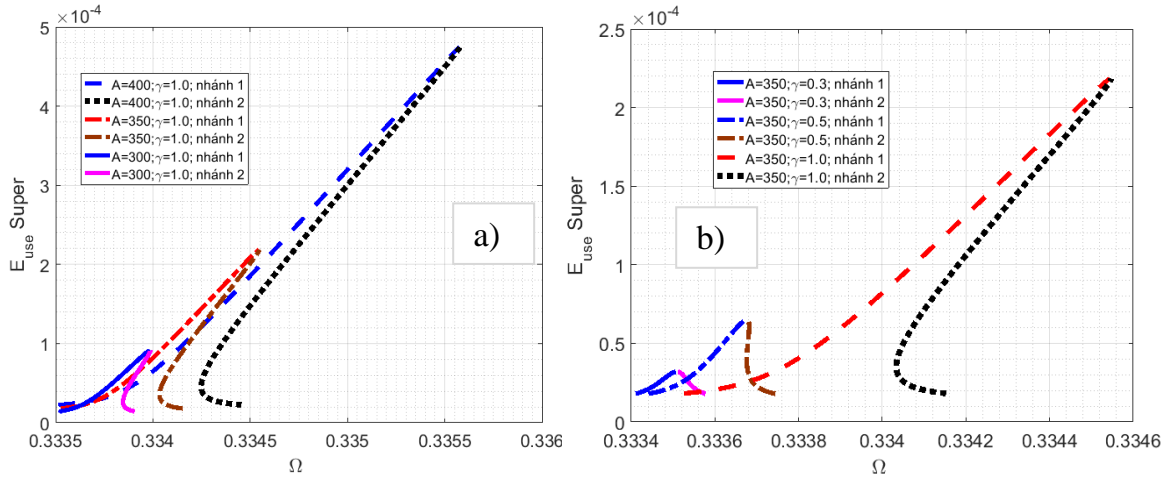 ×10⁻⁴
5
4
3
2
1
0
E_use Super
A=400;γ=1.0; nhánh 1
A=400;γ=1.0; nhánh 2
A=350;γ=1.0; nhánh 1
A=350;γ=1.0; nhánh 2
A=300;γ=1.0; nhánh 1
A=300;γ=1.0; nhánh 2
a)
0.3335 0.334 0.3345 0.335 0.3355 0.336
Ω
×10⁻⁴
2.5
2
1.5
1
0.5
0
E_use Super
A=350;γ=0.3; nhánh 1
A=350;γ=0.3; nhánh 2
A=350;γ=0.5; nhánh 1
A=350;γ=0.5; nhánh 2
A=350;γ=1.0; nhánh 1
A=350;γ=1.0; nhánh 2
b)
0.3334 0.3336 0.3338 0.334 0.3342 0.3344 0.3346
Ω